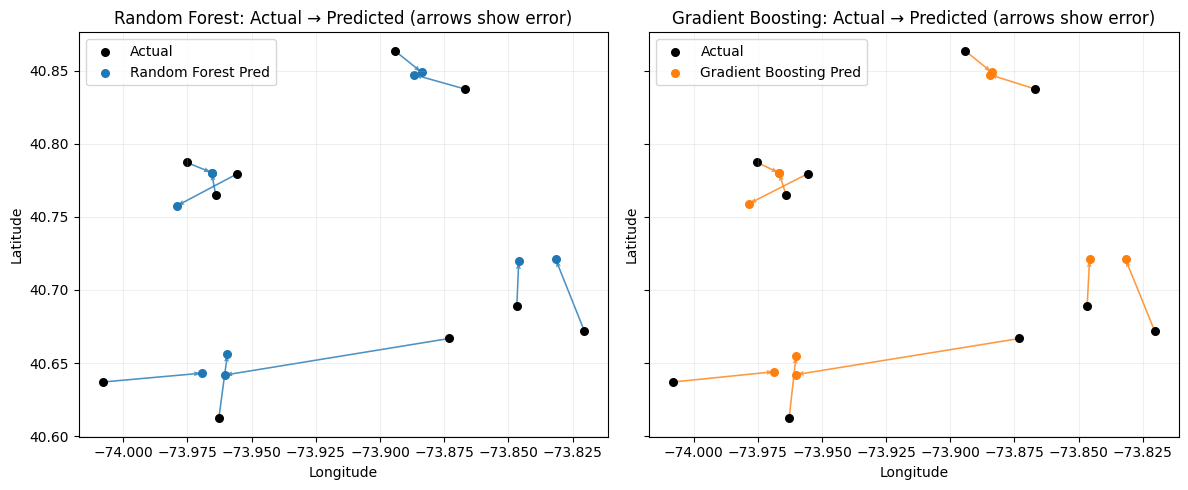 Random Forest: Actual → Predicted (arrows show error)
Actual
Random Forest Pred
Latitude
40.85
40.80
40.75
40.70
40.65
40.60
−74.000 −73.975 −73.950 −73.925 −73.900 −73.875 −73.850 −73.825
Longitude
Gradient Boosting: Actual → Predicted (arrows show error)
Actual
Gradient Boosting Pred
Latitude
−74.000 −73.975 −73.950 −73.925 −73.900 −73.875 −73.850 −73.825
Longitude